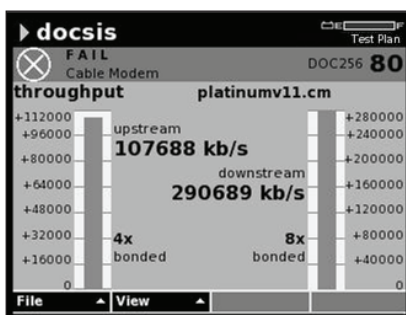 docsis
E F
Test Plan
FAIL
Cable Modem
DOC256 80
throughput platinumv11.cm
+112000
+96000
+80000
+64000
+48000
+32000
+16000
0
upstream
107688 kb/s
downstream
290689 kb/s
4x
bonded
8x
bonded
+280000
+240000
+200000
+160000
+120000
+80000
+40000
0
File View